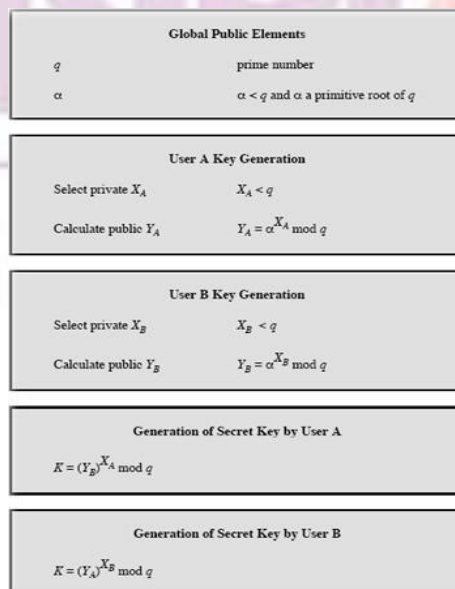 Global Public Elements
q prime number
α α < q and α a primitive root of q
User A Key Generation
Select private X_A X_A < q
Calculate public Y_A Y_A = α^X_A mod q
User B Key Generation
Select private X_B X_B < q
Calculate public Y_B Y_B = α^X_B mod q
Generation of Secret Key by User A
K = (Y_B)^X_A mod q
Generation of Secret Key by User B
K = (Y_A)^X_B mod q